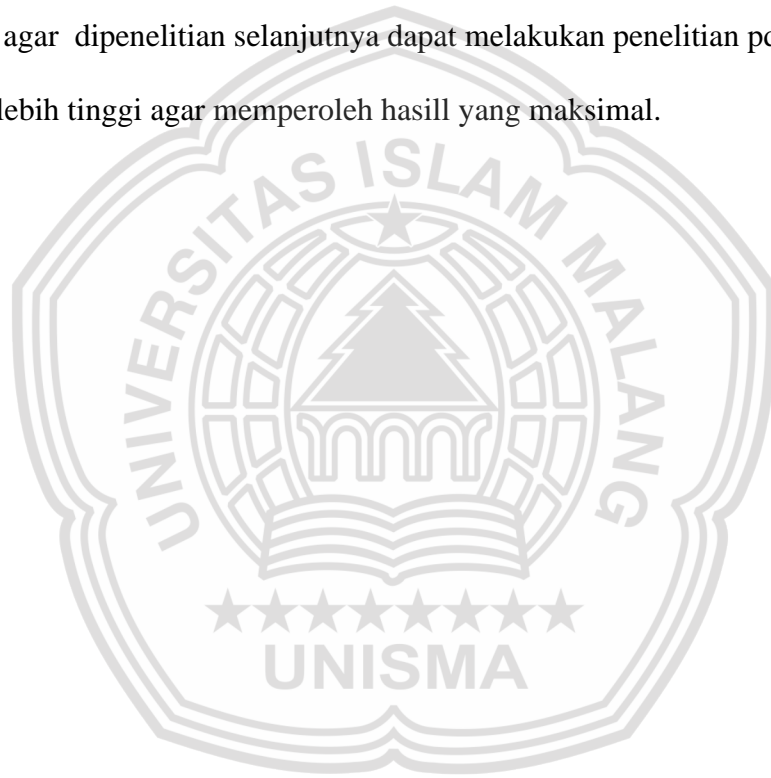 agar dipenelitian selanjutnya dapat melakukan penelitian
lebih tinggi agar memperoleh hasill yang maksimal.
UNIVERSITAS ISLAM MALANG
UNISMA